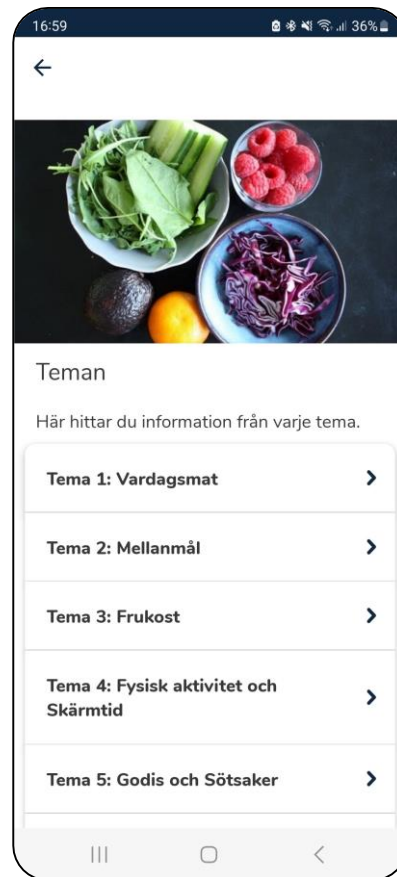 16:59 36%
Teman
Här hittar du information från varje tema.
Tema 1: Vardagsmat
Tema 2: Mellanmål
Tema 3: Frukost
Tema 4: Fysisk aktivitet och
Skärmtid
Tema 5: Godis och Sötsaker